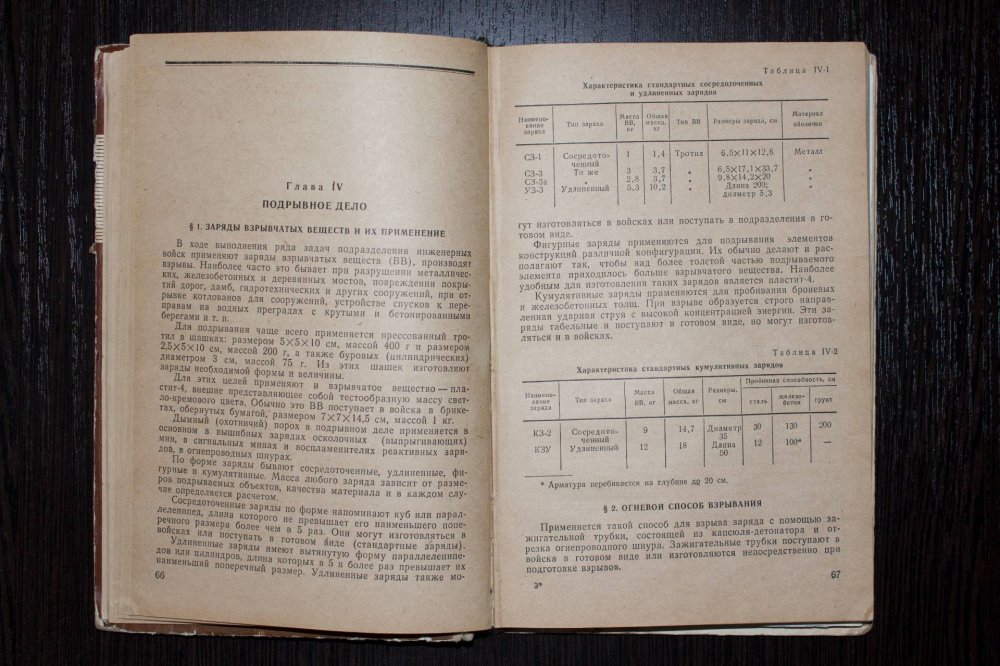 Глава IV
ПОДРЫВНОЕ ДЕЛО
§ 1. ЗАРЯДЫ ВЗРЫВЧАТЫХ ВЕЩЕСТВ И ИХ ПРИМЕНЕНИЕ
В ходе выполнения ряда задач подразделения инженерных
войск применяют заряды взрывчатых веществ (ВВ), производят
взрывы. Наиболее часто это бывает при разрушении металличес-
ких, железобетонных и деревянных мостов, повреждении покры-
тий дорог, дамб, гидротехнических и других сооружений, при от-
рывке котлованов для сооружений, устройстве спусков к пере-
правам на водных преградах с крутыми и бетонированными
берегами и т. п.
Для подрывания чаще всего применяется прессованный тро-
тил в шашках: размером 5×5×10 см, массой 400 г и размером
2,5×5×10 см, массой 200 г, а также буровых (цилиндрических)
диаметром 3 см, массой 75 г. Из этих шашек изготовляют
заряды необходимой формы и величины.
Для этих целей применяют и взрывчатое вещество — пла-
стит-4, внешне представляющее собой тестообразную массу свет-
ло-кремового цвета. Обычно это ВВ поступает в войска в брике-
тах, обернутых бумагой, размером 7×7×14,5 см, массой 1 кг.
Дымный (охотничий) порох в подрывном деле применяется в
основном в вышибных зарядах осколочных (выпрыгивающих)
мин, в сигнальных минах и воспламенителях реактивных заря-
дов, в огнепроводных шнурах.
По форме заряды бывают сосредоточенные, удлиненные, фи-
гурные и кумулятивные. Масса любого заряда зависит от разме-
ров подрываемых объектов, качества материала и в каждом слу-
чае определяется расчетом.
Сосредоточенные заряды по форме напоминают куб или парал-
лелепипед, длина которого не превышает его наименьшего попе-
речного размера более чем в 5 раз. Они могут изготовляться в
войсках или поступать в готовом виде (стандартные заряды).
Удлиненные заряды имеют вытянутую форму параллелепипе-
дов или цилиндров, длина которых в 5 и более раз превышает их
наименьший поперечный размер. Удлиненные заряды также мо-
66
Таблица IV-1
Характеристика стандартных сосредоточенных
и удлиненных зарядов
Наимено-вание заряда Тип заряда Масса ВВ, кг Общая масса, кг Тип ВВ Размеры заряда, см Материал оболочки
СЗ-1 Сосредото-ченный 1 1,4 Тротил 6,5×11×12,6 Металл
СЗ-3 То же 3 3,7 „ 6,5×17,1×33,7 „
СЗ-3а „ 2,8 3,7 „ 9,8×14,2×20 „
УЗ-3 Удлиненный 5,3 10,2 „ Длина 200; диаметр 5,3 „
гут изготовляться в войсках или поступать в подразделения в го-
товом виде.
Фигурные заряды применяются для подрывания элементов
конструкций различной конфигурации. Их обычно делают и рас-
полагают так, чтобы над более толстой частью подрываемого
элемента приходилось больше взрывчатого вещества. Наиболее
удобным для изготовления таких зарядов является пластит-4.
Кумулятивные заряды применяются для пробивания броневых
и железобетонных толщ. При взрыве образуется строго направ-
ленная ударная струя с высокой концентрацией энергии. Эти за-
ряды табельные и поступают в готовом виде, но могут изготов-
ляться и в войсках.
Таблица IV-2
Характеристика стандартных кумулятивных зарядов
Наимено-вание заряда Тип заряда Масса ВВ, кг Общая масса, кг Размеры, см Пробивная способность, см
сталь железо-бетон грунт
КЗ-2 Сосредото-ченный 9 14,7 Диаметр 35 30 130 200
КЗУ Удлиненный 12 18 Длина 50 12 100* —
* Арматура перебивается на глубине до 20 см.
§ 2. ОГНЕВОЙ СПОСОБ ВЗРЫВАНИЯ
Применяется такой способ для взрыва заряда с помощью за-
жигательной трубки, состоящей из капсюля-детонатора и от-
резка огнепроводного шнура. Зажигательные трубки поступают в
войска в готовом виде или изготовляются непосредственно при
подготовке взрывов.
3* 67